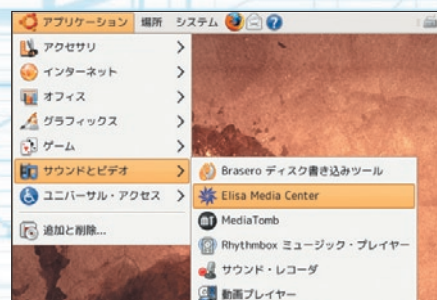 アプリケーション 場所 システム
アクセサリ
インターネット
オフィス
グラフィックス
ゲーム
サウンドとビデオ
ユニバーサル・アクセス
追加と削除...
Brasero ディスク書き込みツール
Elisa Media Center
MediaTomb
Rhythmbox ミュージック・プレイヤー
サウンド・レコーダ
動画プレイヤー